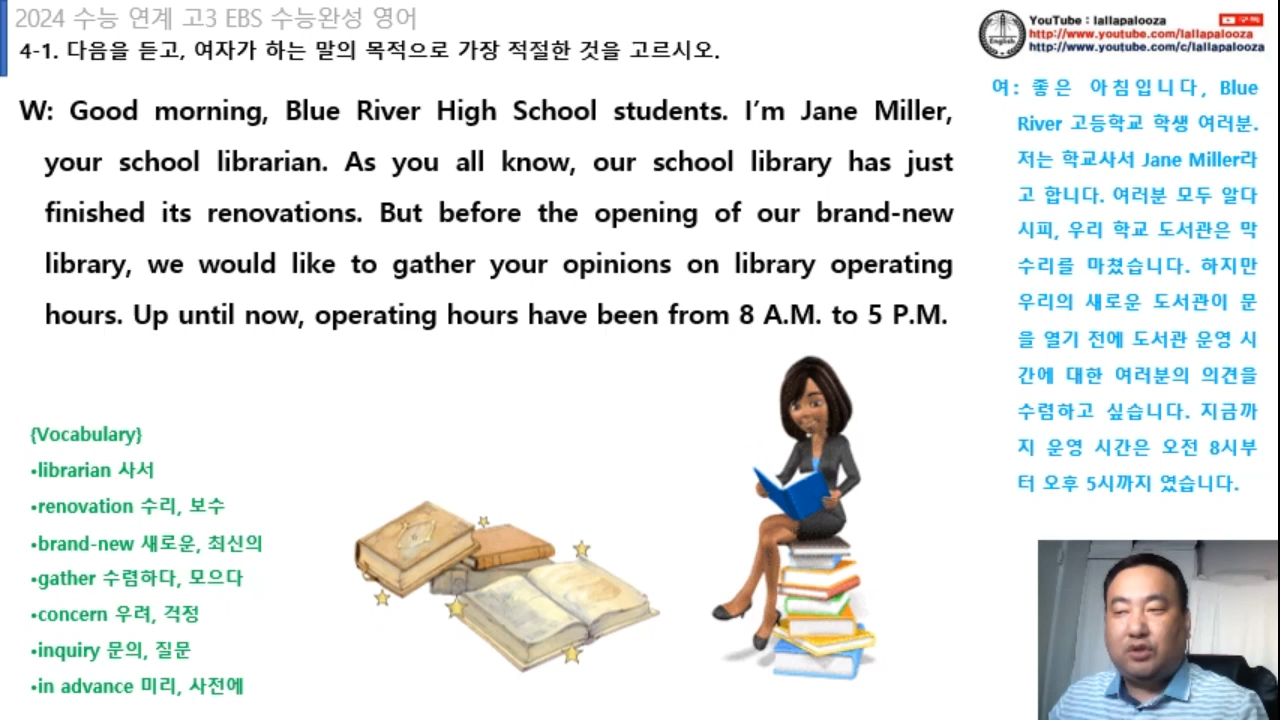 2024 수능 연계 고3 EBS 수능완성 영어
4-1. 다음을 듣고, 여자가 하는 말의 목적으로 가장 적절한 것을 고르시오.
W: Good morning, Blue River High School students. I’m Jane Miller,
your school librarian. As you all know, our school library has just
finished its renovations. But before the opening of our brand-new
library, we would like to gather your opinions on library operating
hours. Up until now, operating hours have been from 8 A.M. to 5 P.M.
{Vocabulary}
•librarian 사서
•renovation 수리, 보수
•brand-new 새로운, 최신의
•gather 수렴하다, 모으다
•concern 우려, 걱정
•inquiry 문의, 질문
•in advance 미리, 사전에
English
YouTube : lallapalooza
구독
http://www.youtube.com/lallapalooza
http://www.youtube.com/c/lallapalooza
여: 좋은 아침입니다, Blue
River 고등학교 학생 여러분.
저는 학교사서 Jane Miller라
고 합니다. 여러분 모두 알다
시피, 우리 학교 도서관은 막
수리를 마쳤습니다. 하지만
우리의 새로운 도서관이 문
을 열기 전에 도서관 운영 시
간에 대한 여러분의 의견을
수렴하고 싶습니다. 지금까
지 운영 시간은 오전 8시부
터 오후 5시까지 였습니다.